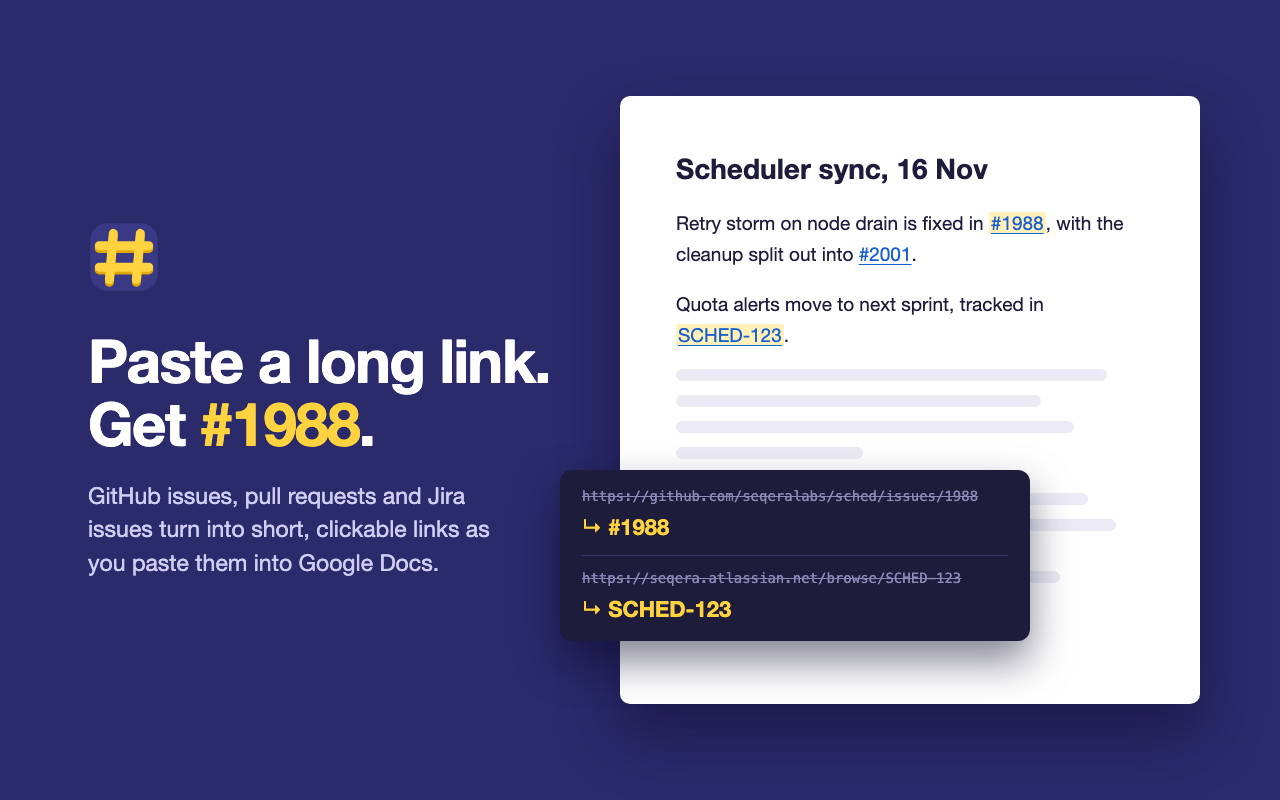 #
Paste a long link.
Get #1988.
GitHub issues, pull requests and Jira
issues turn into short, clickable links as
you paste them into Google Docs.
Scheduler sync, 16 Nov
Retry storm on node drain is fixed in #1988, with the
cleanup split out into #2001.
Quota alerts move to next sprint, tracked in
SCHED-123.
https://github.com/seqeralabs/sched/issues/1988
↳ #1988
https://seqera.atlassian.net/browse/SCHED-123
↳ SCHED-123